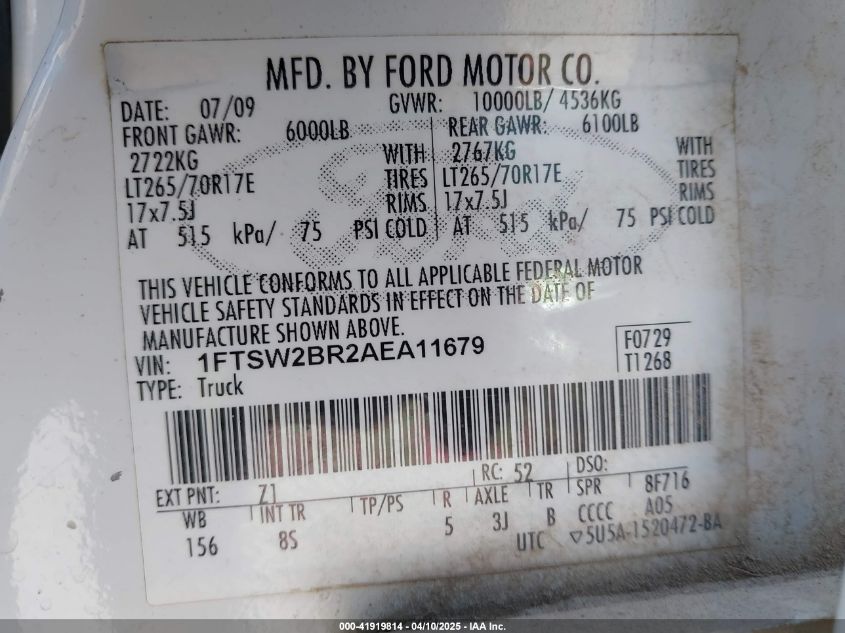 MFD. BY FORD MOTOR CO.
DATE: 07/09 GVWR: 10000LB/ 4536KG
FRONT GAWR: 6000LB REAR GAWR: 6100LB
2722KG WITH 2767KG WITH
LT265/70R17E TIRES LT265/70R17E TIRES
17x7.5J RIMS 17x7.5J RIMS
AT 515 kPa/ 75 PSI COLD AT 515 kPa/ 75 PSI COLD
THIS VEHICLE CONFORMS TO ALL APPLICABLE FEDERAL MOTOR
VEHICLE SAFETY STANDARDS IN EFFECT ON THE DATE OF
MANUFACTURE SHOWN ABOVE.
VIN: 1FTSW2BR2AEA11679 F0729
TYPE: Truck T1268
EXT PNT: Z1 RC: 52 DSO:
WB INT TR TP/PS R AXLE TR SPR 8F716
156 8S 5 3J B CCCC A05
UTC ▽5U5A-1520472-BA
000-41919814 - 04/10/2025 - IAA Inc.